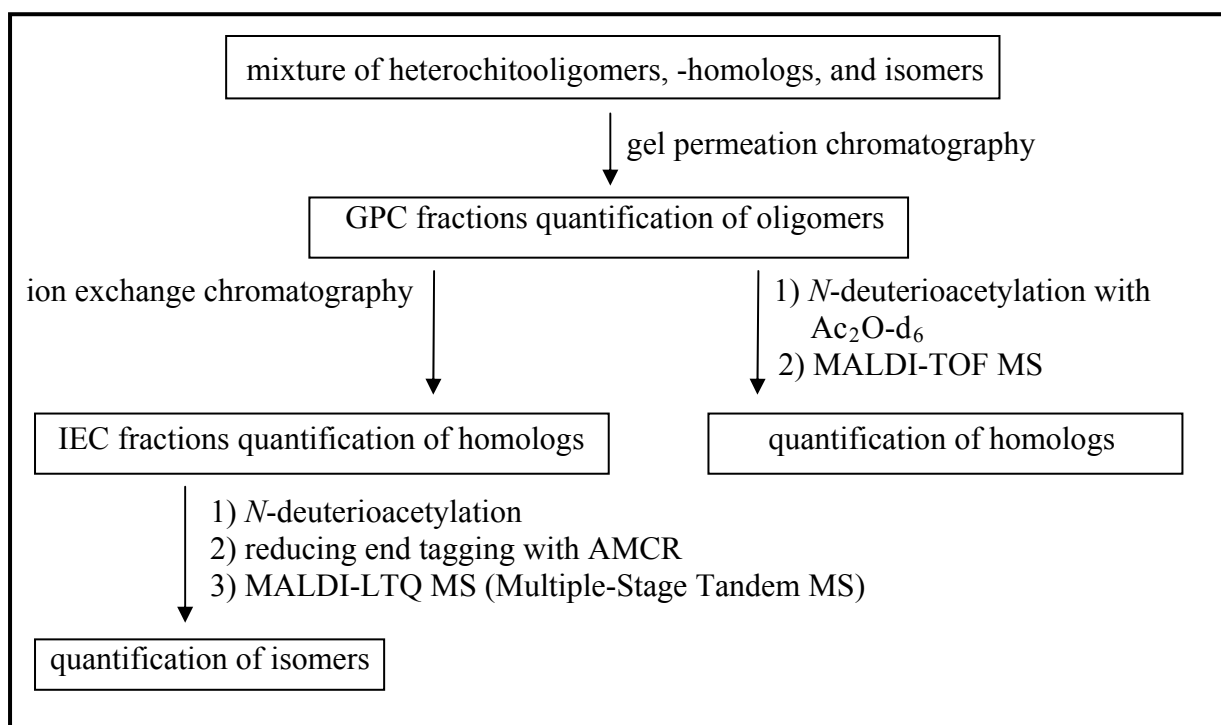 mixture of heterochitooligomers, -homologs, and isomers
gel permeation chromatography
GPC fractions quantification of oligomers
ion exchange chromatography
1) N-deuterioacetylation with
Ac₂O-d₆
2) MALDI-TOF MS
IEC fractions quantification of homologs
quantification of homologs
1) N-deuterioacetylation
2) reducing end tagging with AMCR
3) MALDI-LTQ MS (Multiple-Stage Tandem MS)
quantification of isomers